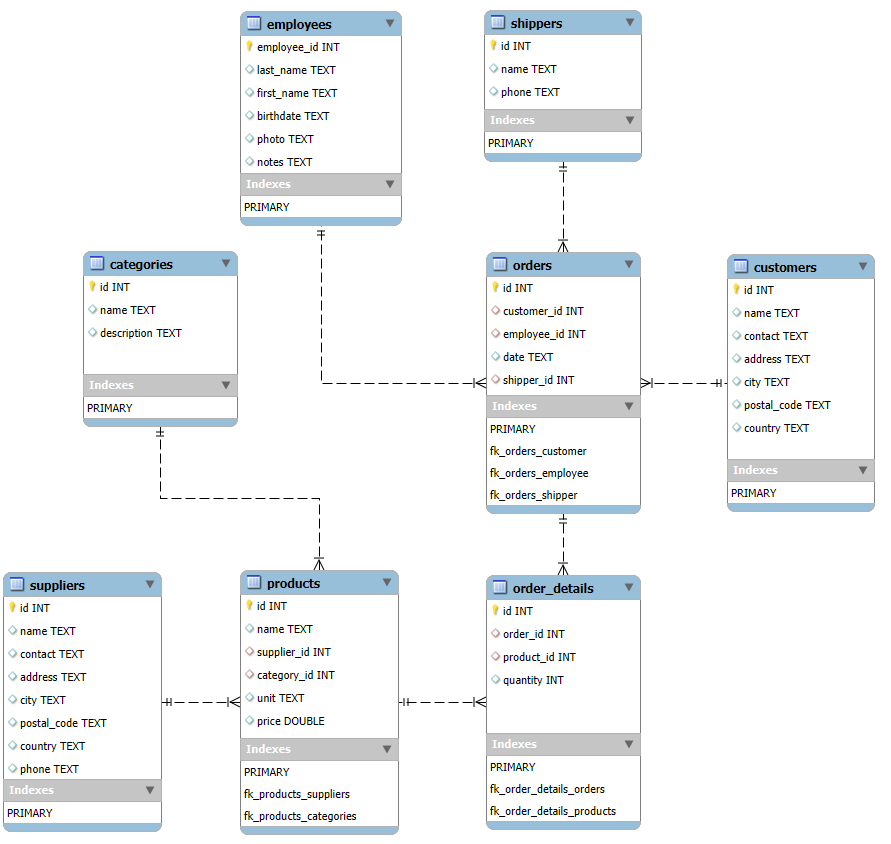 employees
employee_id INT
last_name TEXT
first_name TEXT
birthdate TEXT
photo TEXT
notes TEXT
Indexes
PRIMARY
shippers
id INT
name TEXT
phone TEXT
Indexes
PRIMARY
categories
id INT
name TEXT
description TEXT
Indexes
PRIMARY
orders
id INT
customer_id INT
employee_id INT
date TEXT
shipper_id INT
Indexes
PRIMARY
fk_orders_customer
fk_orders_employee
fk_orders_shipper
customers
id INT
name TEXT
contact TEXT
address TEXT
city TEXT
postal_code TEXT
country TEXT
Indexes
PRIMARY
suppliers
id INT
name TEXT
contact TEXT
address TEXT
city TEXT
postal_code TEXT
country TEXT
phone TEXT
Indexes
PRIMARY
products
id INT
name TEXT
supplier_id INT
category_id INT
unit TEXT
price DOUBLE
Indexes
PRIMARY
fk_products_suppliers
fk_products_categories
order_details
id INT
order_id INT
product_id INT
quantity INT
Indexes
PRIMARY
fk_order_details_orders
fk_order_details_products